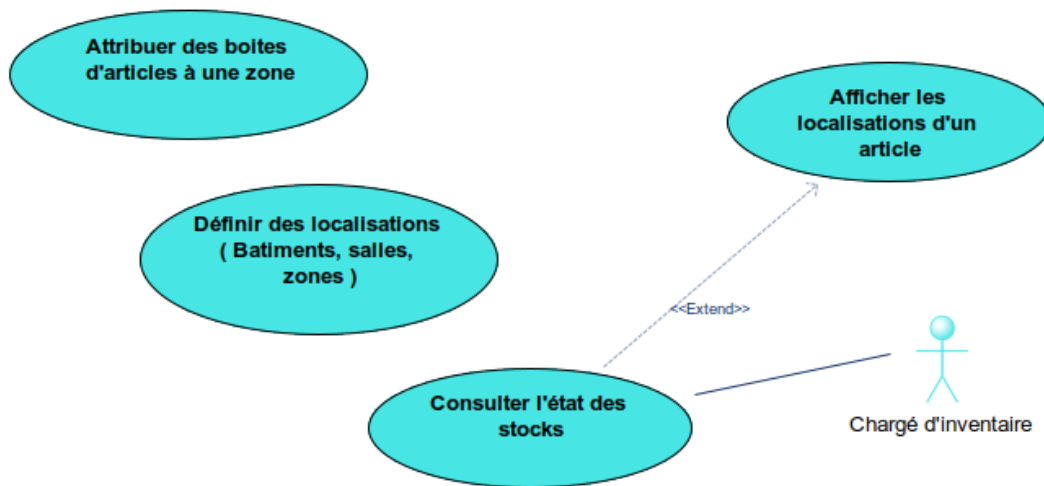 Attribuer des boites
d'articles à une zone
Afficher les
localisations d'un
article
Définir des localisations
( Batiments, salles,
zones )
<<Extend>>
Consulter l'état des
stocks
Chargé d'inventaire